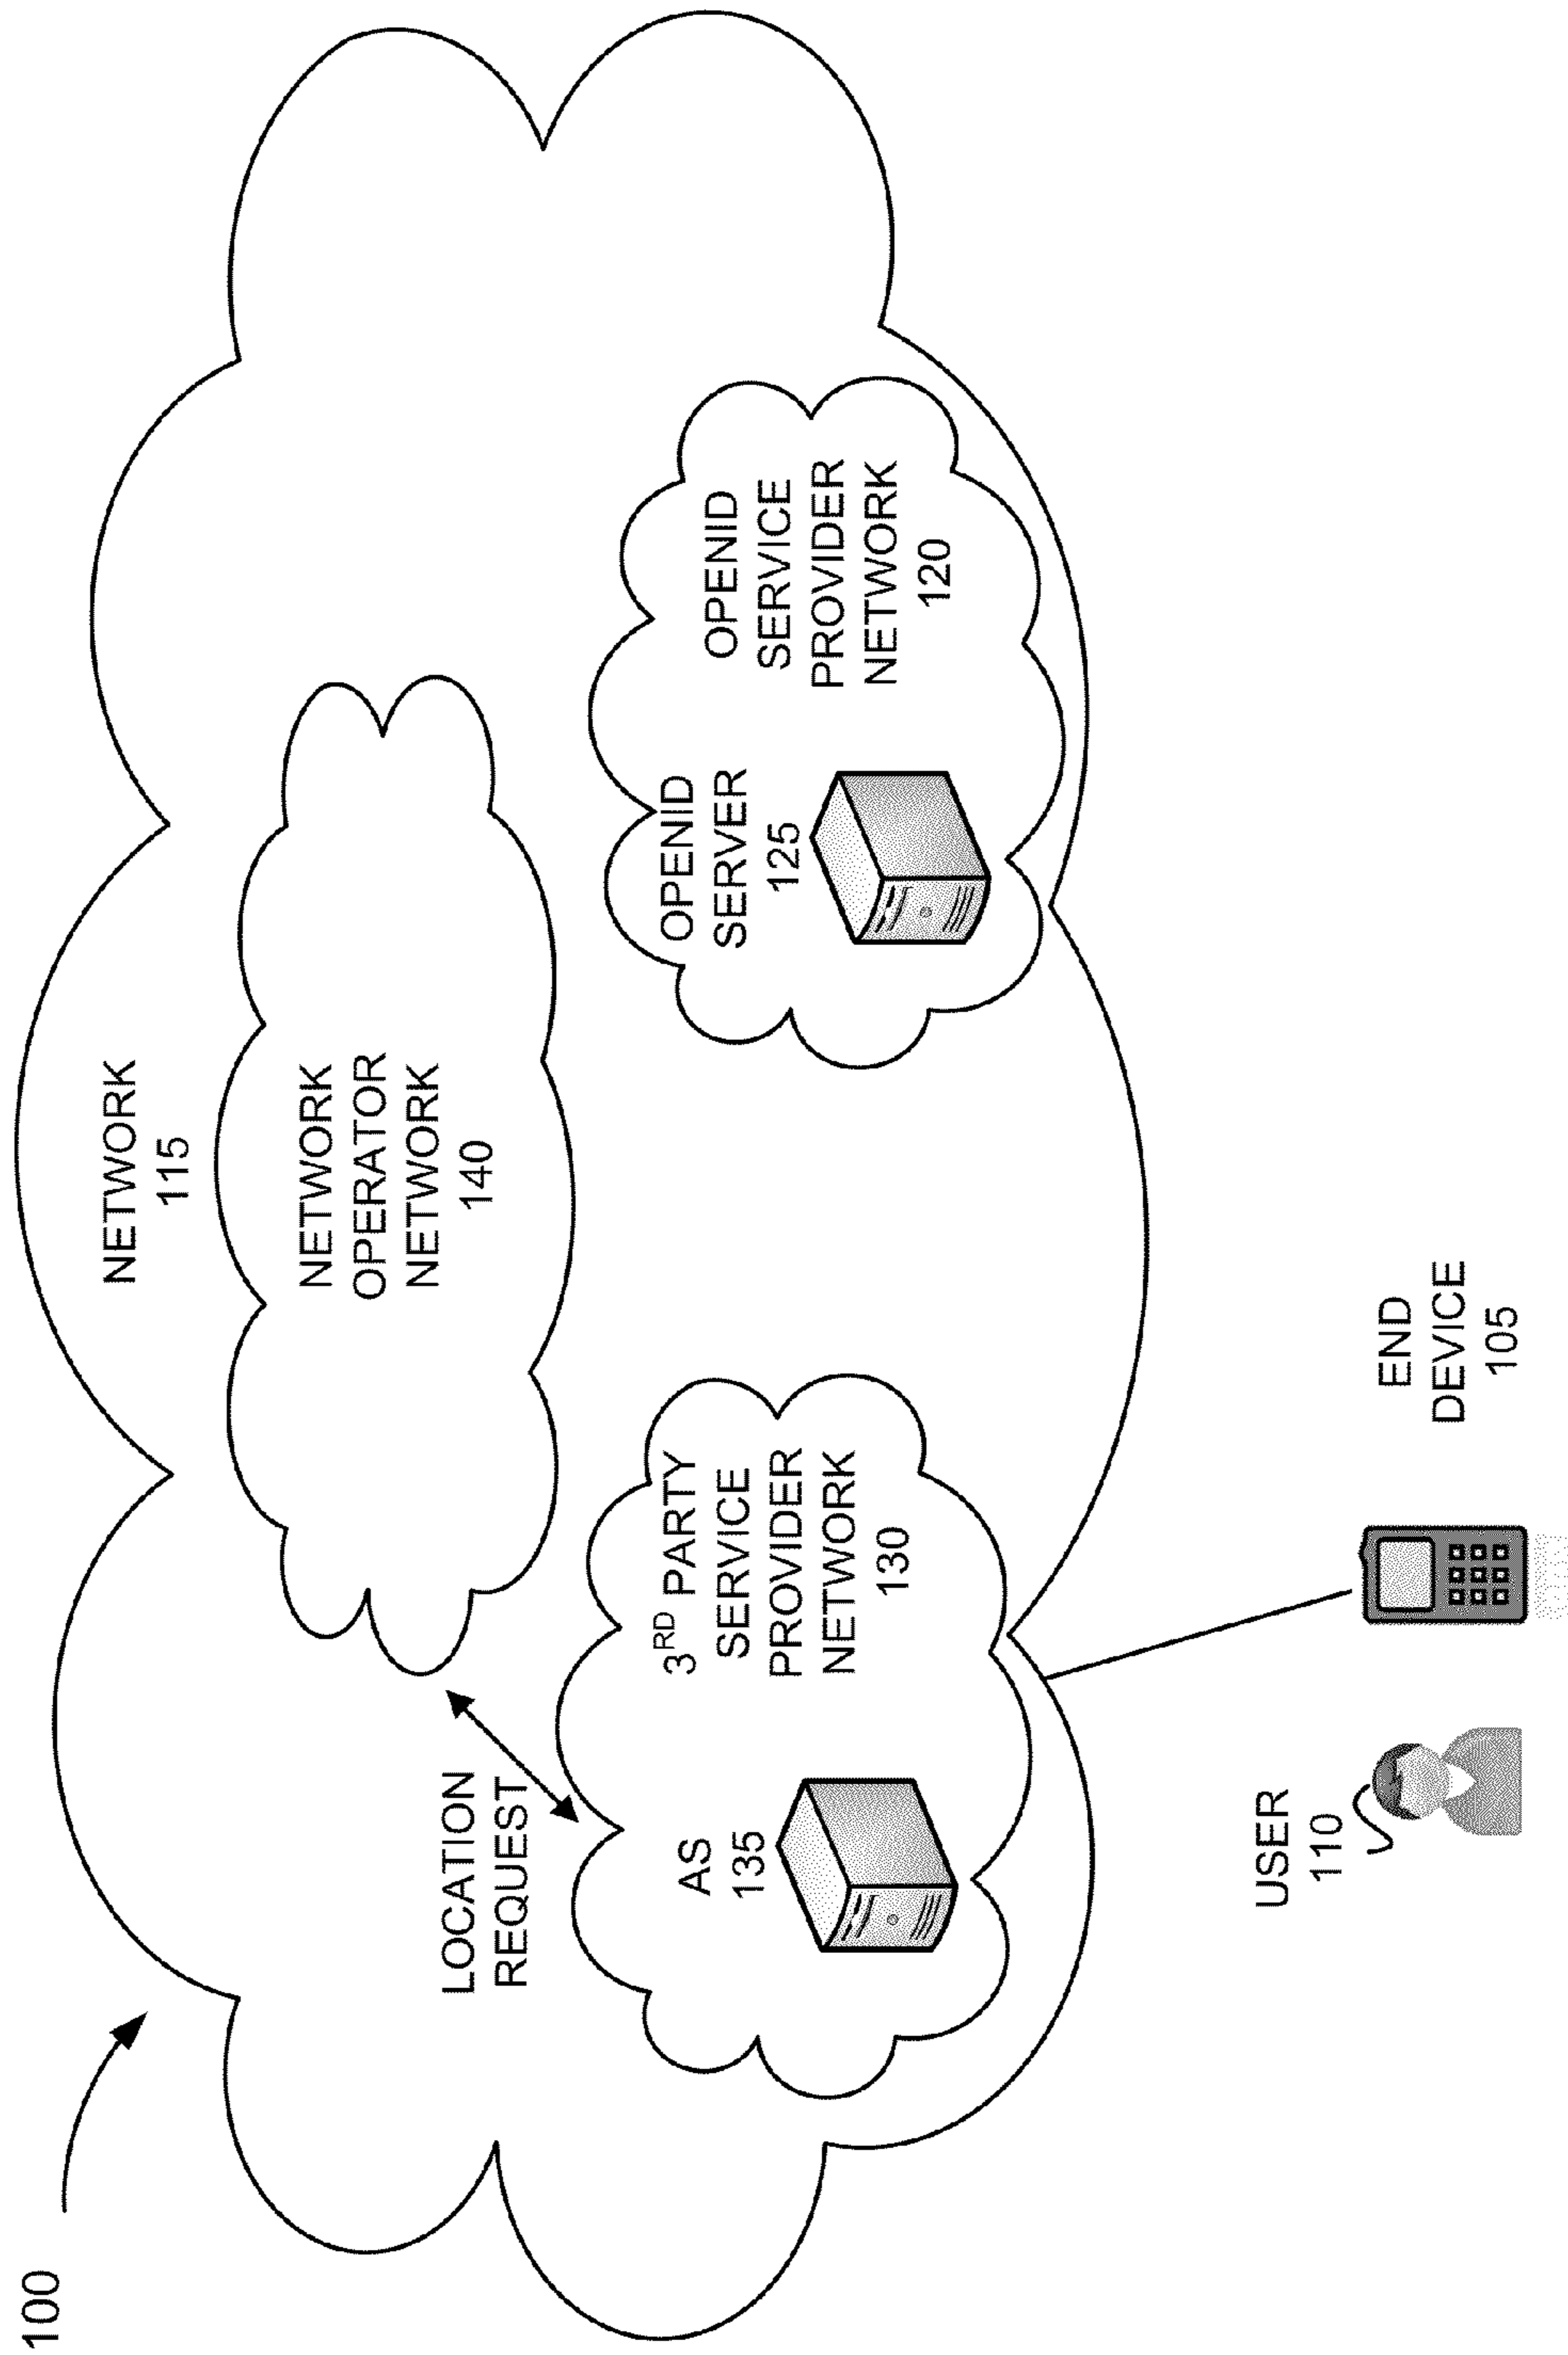 100
NETWORK
115
NETWORK
OPERATOR
NETWORK
140
LOCATION
REQUEST
3RD PARTY
SERVICE
PROVIDER
NETWORK
130
AS
135
OPENID
SERVER
125
OPENID
SERVICE
PROVIDER
NETWORK
120
USER
110
END
DEVICE
105